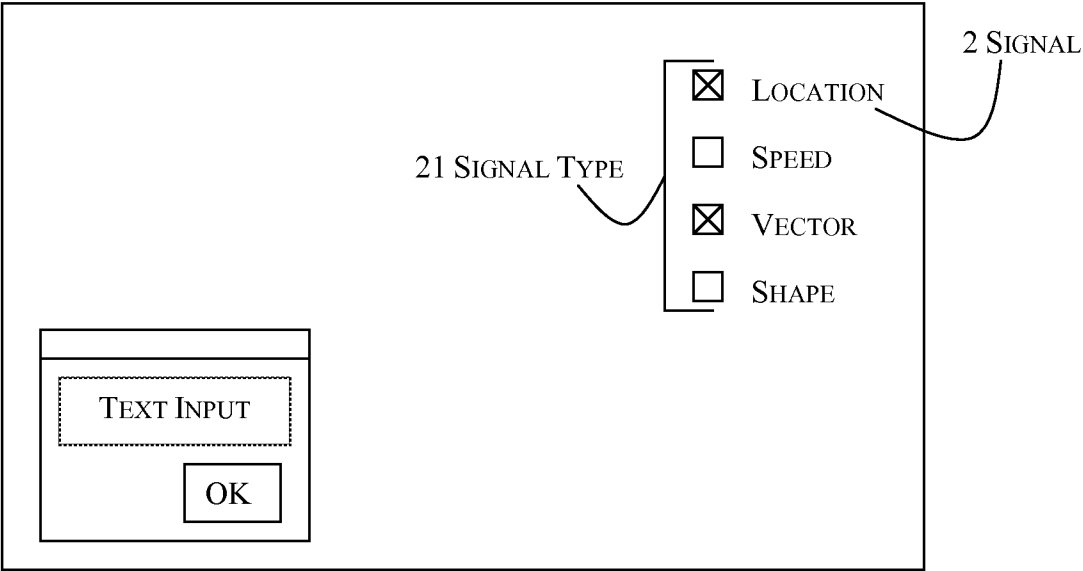 2 SIGNAL
LOCATION
SPEED
21 SIGNAL TYPE
VECTOR
SHAPE
TEXT INPUT
OK